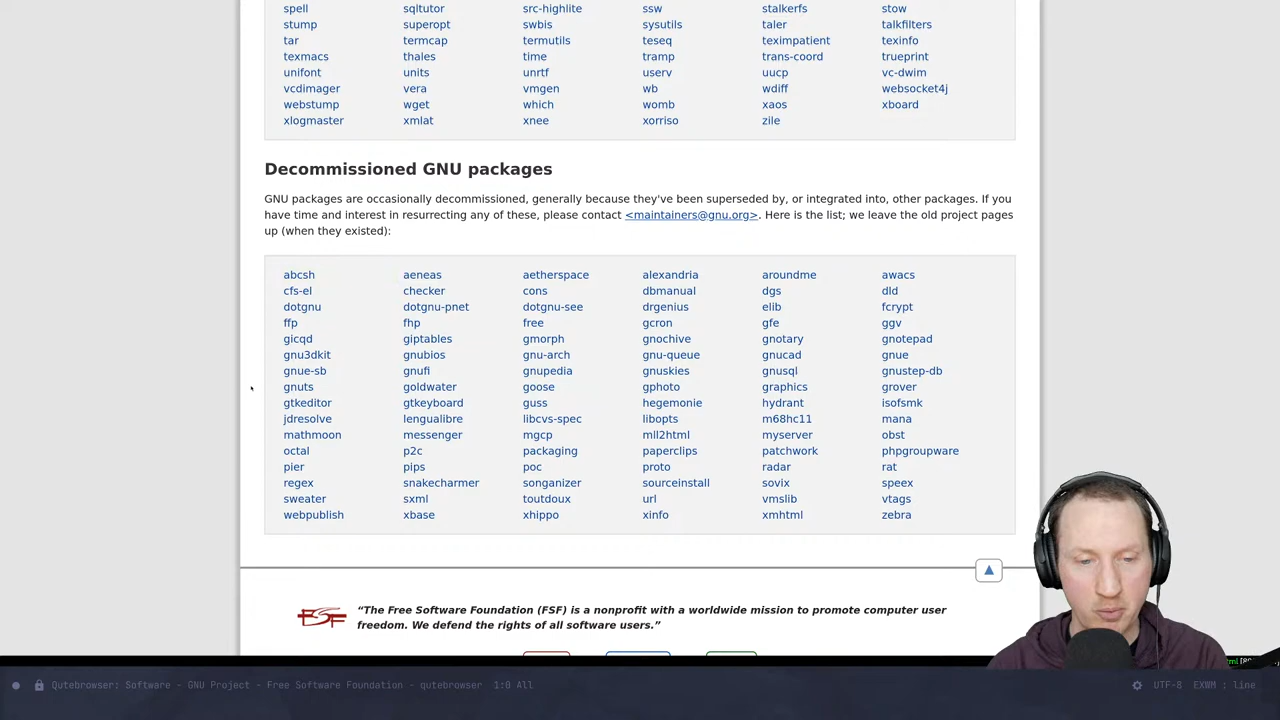 spell sqltutor src-highlite ssw stalkerfs stow
stump superopt swbis sysutils taler talkfilters
tar termcap termutils teseq teximpatient texinfo
texmacs thales time tramp trans-coord trueprint
unifont units unrtf userv uucp vc-dwim
vcdimager vera vmgen wb wdiff websocket4j
webstump wget which womb xaos xboard
xlogmaster xmlat xnee xorriso zile
Decommissioned GNU packages
GNU packages are occasionally decommissioned, generally because they've been superseded by, or integrated into, other packages. If you
have time and interest in resurrecting any of these, please contact <maintainers@gnu.org>. Here is the list; we leave the old project pages
up (when they existed):
abcsh aeneas aetherspace alexandria aroundme awacs
cfs-el checker cons dbmanual dgs dld
dotgnu dotgnu-pnet dotgnu-see drgenius elib fcrypt
ffp fhp free gcron gfe ggv
gicqd giptables gmorph gnochive gnotary gnotepad
gnu3dkit gnubios gnu-arch gnu-queue gnucad gnue
gnue-sb gnufi gnupedia gnuskies gnusql gnustep-db
gnuts goldwater goose gphoto graphics grover
gtkeditor gtkeyboard guss hegemonie hydrant isofsmk
jdresolve lengualibre libcvs-spec libopts m68hc11 mana
mathmoon messenger mgcp mll2html myserver obst
octal p2c packaging paperclips patchwork phpgroupware
pier pips poc proto radar rat
regex snakecharmer songanizer sourceinstall sovix speex
sweater sxml toutdoux url vmslib vtags
webpublish xbase xhippo xinfo xmhtml zebra
FSF “The Free Software Foundation (FSF) is a nonprofit with a worldwide mission to promote computer user
freedom. We defend the rights of all software users.”
Qutebrowser: Software - GNU Project - Free Software Foundation - qutebrowser 1:0 All UTF-8 EXWM : line